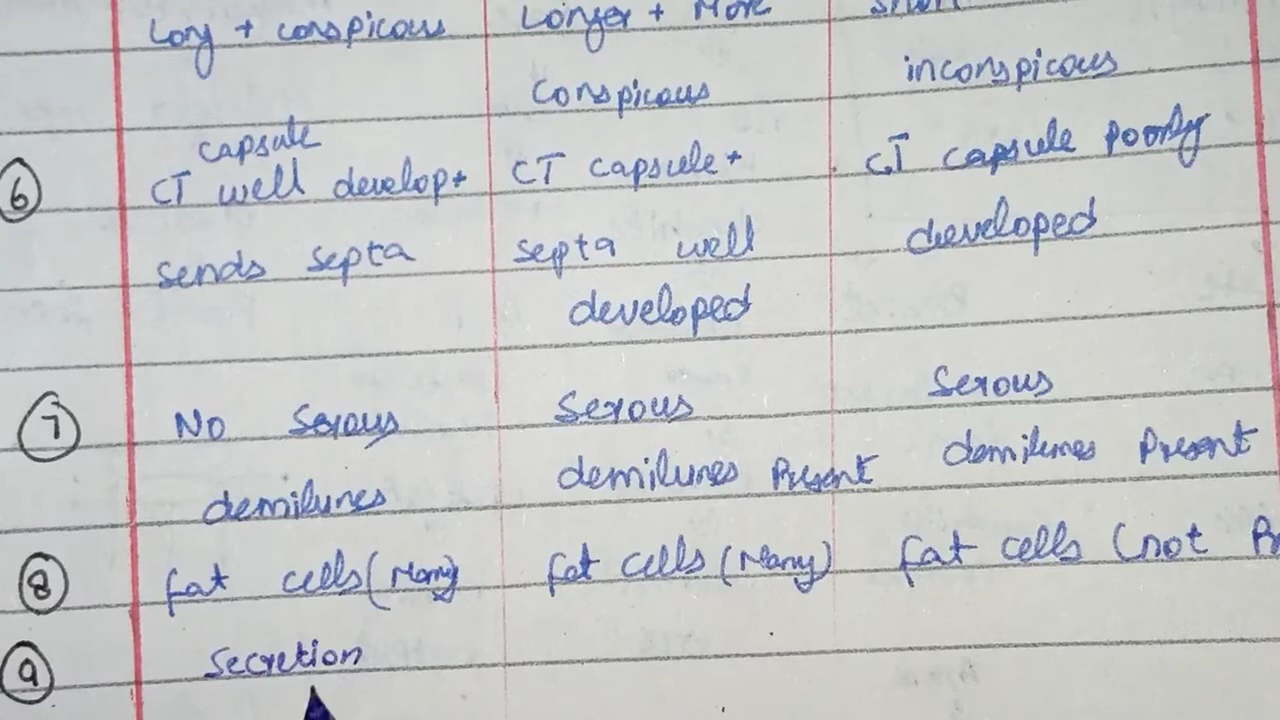 Long + conspicous
Longer + More
Conspicous
Short
inconspicous
6
capsule
CT well develop+
sends septa
CT capsule +
septa well
developed
CT capsule poorly
developed
7
No Serous
demilunes
Serous
demilunes Present
Serous
demilunes Present
8
fat cells (Many)
fat cells (Many)
fat cells (not
9
Secretion